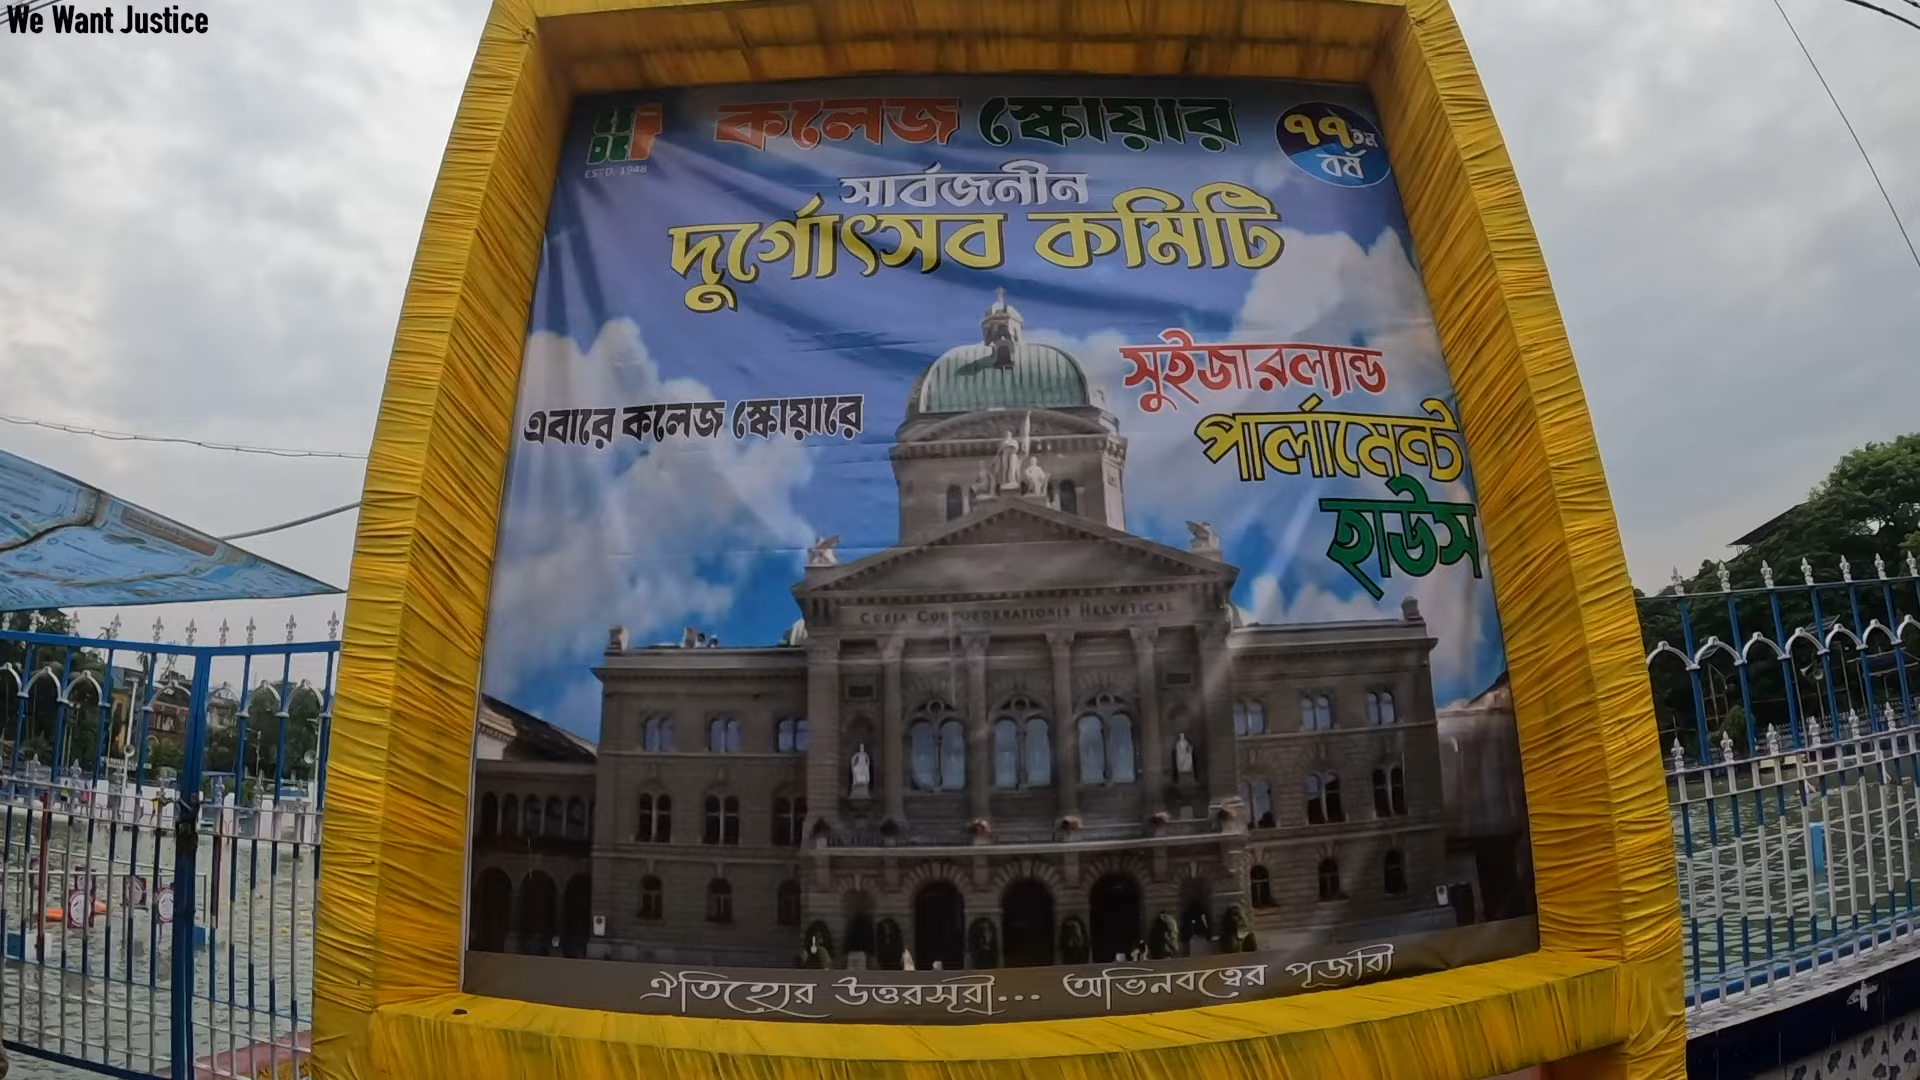 We Want Justice
কলেজ স্কোয়ার
ESTD. 1948
৭৭তম
বর্ষ
সার্বজনীন
দুর্গোৎসব কমিটি
এবারে কলেজ স্কোয়ারে
সুইজারল্যান্ড
পার্লামেন্ট
হাউস
CURIA CONFOEDERATIONIS HELVETICAE
ঐতিহ্যের উত্তরসূরী... অভিনবত্বের পূজারী